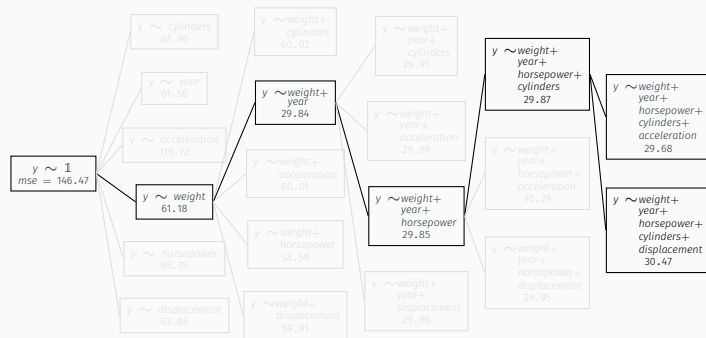 y ∼ 𝟙
mse = 146.47
y ∼ cylinders
67.96
y ∼ year
61.56
y ∼ acceleration
119.72
y ∼ weight
61.18
y ∼ horsepower
65.75
y ∼ displacement
63.84
y ∼weight+
cylinders
60.02
y ∼weight+
year
29.84
y ∼weight+
acceleration
60.01
y ∼weight+
horsepower
58.59
y ∼weight+
displacement
59.91
y ∼weight+
year+
cylinders
29.91
y ∼weight+
year+
acceleration
29.99
y ∼weight+
year+
horsepower
29.85
y ∼weight+
year+
displacement
29.96
y ∼weight+
year+
horsepower+
cylinders
29.87
y ∼weight+
year+
horsepower+
acceleration
30.29
y ∼weight+
year+
horsepower+
displacement
29.95
y ∼weight+
year+
horsepower+
cylinders+
acceleration
29.68
y ∼weight+
year+
horsepower+
cylinders+
displacement
30.47